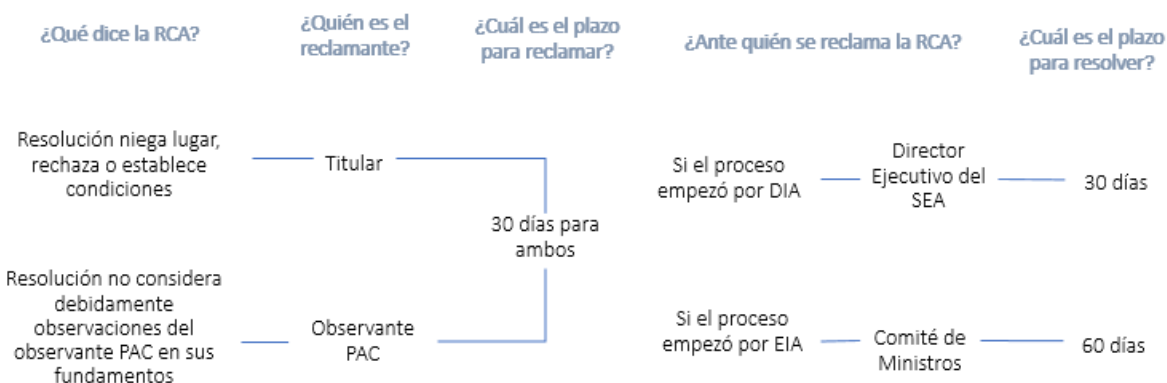 ¿Qué dice la RCA?
¿Quién es el
reclamante?
¿Cuál es el plazo
para reclamar?
¿Ante quién se reclama la RCA?
¿Cuál es el plazo
para resolver?
Resolución niega lugar,
rechaza o establece
condiciones
Titular
Resolución no considera
debidamente
observaciones del
observante PAC en sus
fundamentos
Observante
PAC
30 días para
ambos
Si el proceso
empezó por DIA
Director
Ejecutivo del
SEA
30 días
Si el proceso
empezó por EIA
Comité de
Ministros
60 días